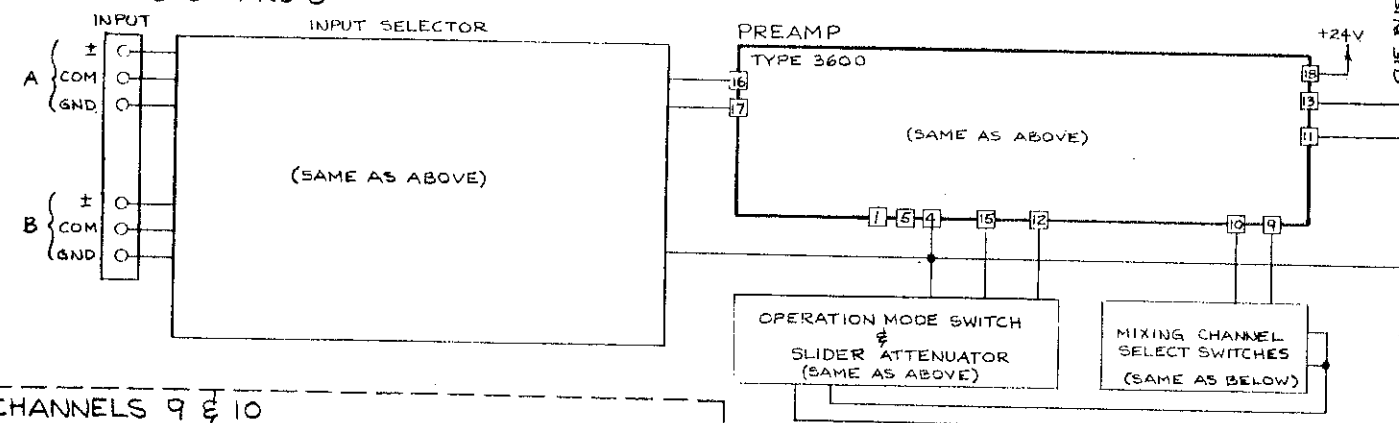 INPUT
INPUT SELECTOR
A
±
COM
GND
(SAME AS ABOVE)
B
±
COM
GND
PREAMP
TYPE 3600
16
17
(SAME AS ABOVE)
+24V
18
13
11
1
5
4
15
12
10
9
OPERATION MODE SWITCH
&
SLIDER ATTENUATOR
(SAME AS ABOVE)
MIXING CHANNEL
SELECT SWITCHES
(SAME AS BELOW)
CHANNELS 9 & 10